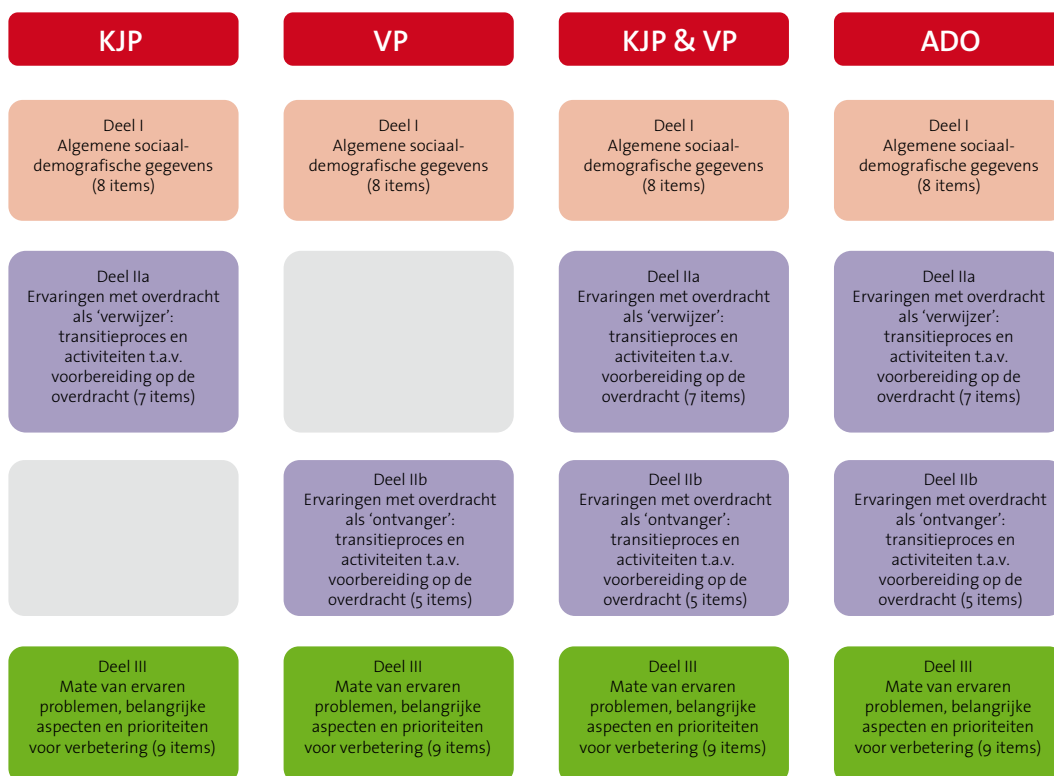 KJP
VP
KJP & VP
ADO
Deel I
Algemene sociaal-
demografische gegevens
(8 items)
Deel I
Algemene sociaal-
demografische gegevens
(8 items)
Deel I
Algemene sociaal-
demografische gegevens
(8 items)
Deel I
Algemene sociaal-
demografische gegevens
(8 items)
Deel IIa
Ervaringen met overdracht
als ‘verwijzer’:
transitieproces en
activiteiten t.a.v.
voorbereiding op de
overdracht (7 items)
Deel IIa
Ervaringen met overdracht
als ‘verwijzer’:
transitieproces en
activiteiten t.a.v.
voorbereiding op de
overdracht (7 items)
Deel IIa
Ervaringen met overdracht
als ‘verwijzer’:
transitieproces en
activiteiten t.a.v.
voorbereiding op de
overdracht (7 items)
Deel IIb
Ervaringen met overdracht
als ‘ontvanger’:
transitieproces en
activiteiten t.a.v.
voorbereiding op de
overdracht (5 items)
Deel IIb
Ervaringen met overdracht
als ‘ontvanger’:
transitieproces en
activiteiten t.a.v.
voorbereiding op de
overdracht (5 items)
Deel IIb
Ervaringen met overdracht
als ‘ontvanger’:
transitieproces en
activiteiten t.a.v.
voorbereiding op de
overdracht (5 items)
Deel III
Mate van ervaren
problemen, belangrijke
aspecten en prioriteiten
voor verbetering (9 items)
Deel III
Mate van ervaren
problemen, belangrijke
aspecten en prioriteiten
voor verbetering (9 items)
Deel III
Mate van ervaren
problemen, belangrijke
aspecten en prioriteiten
voor verbetering (9 items)
Deel III
Mate van ervaren
problemen, belangrijke
aspecten en prioriteiten
voor verbetering (9 items)